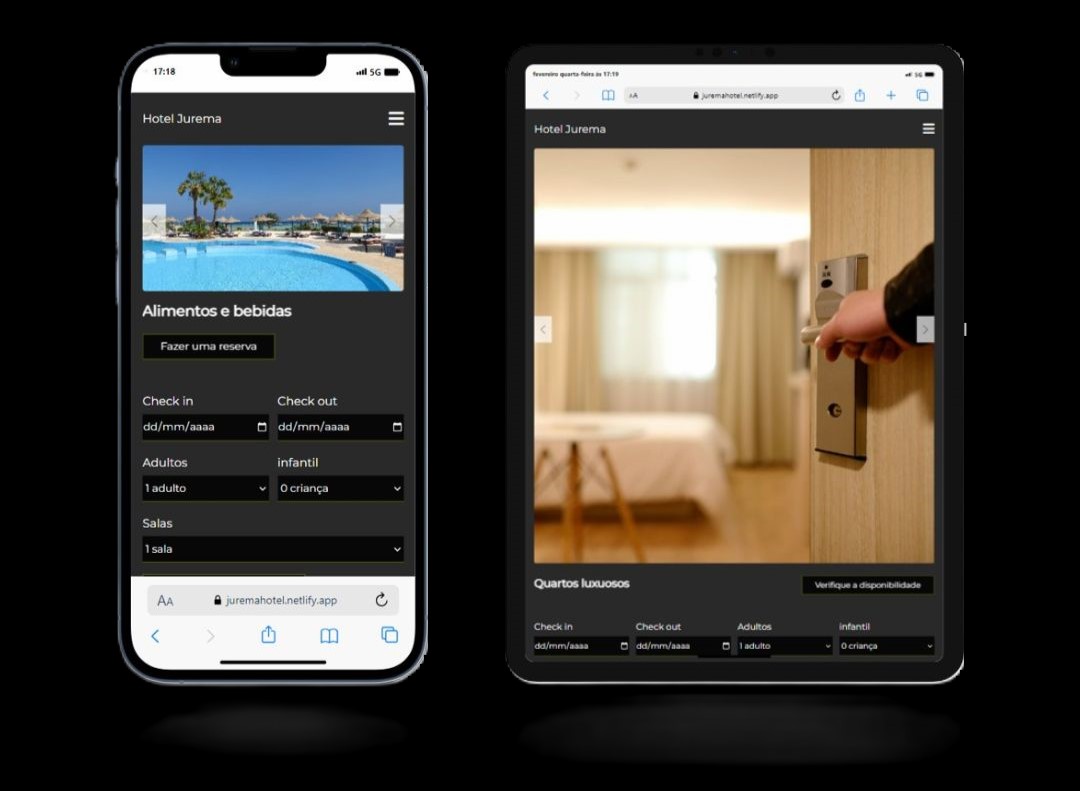 17:18
5G
Hotel Jurema
Alimentos e bebidas
Fazer uma reserva
Check in
Check out
dd/mm/aaaa
dd/mm/aaaa
Adultos
infantil
1 adulto
0 criança
Salas
1 sala
AA
juremahotel.netlify.app
fevereiro quarta-feira às 17:19
5G
AA
juremahotel.netlify.app
Hotel Jurema
Quartos luxuosos
Verifique a disponibilidade
Check in
Check out
Adultos
infantil
dd/mm/aaaa
dd/mm/aaaa
1 adulto
0 criança